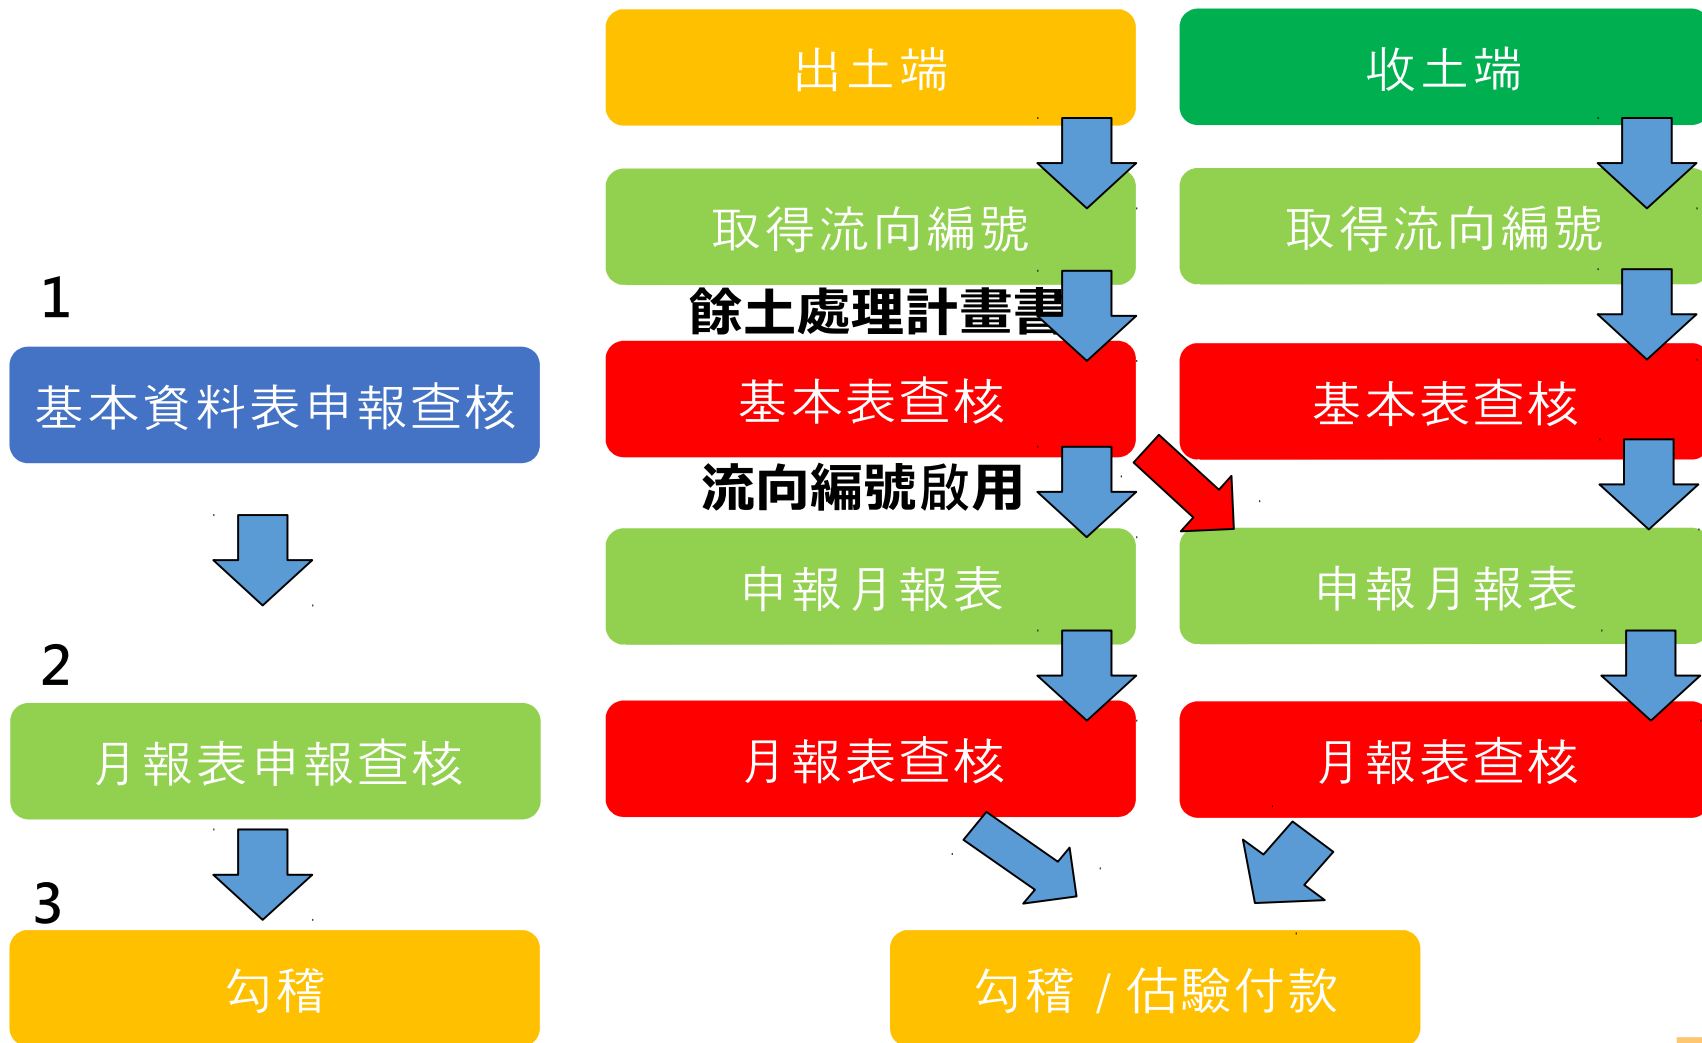 出土端
收土端
取得流向編號
取得流向編號
1
餘土處理計畫書
基本資料表申報查核
基本表查核
基本表查核
流向編號啟用
申報月報表
申報月報表
2
月報表申報查核
月報表查核
月報表查核
3
勾稽
勾稽 / 估驗付款